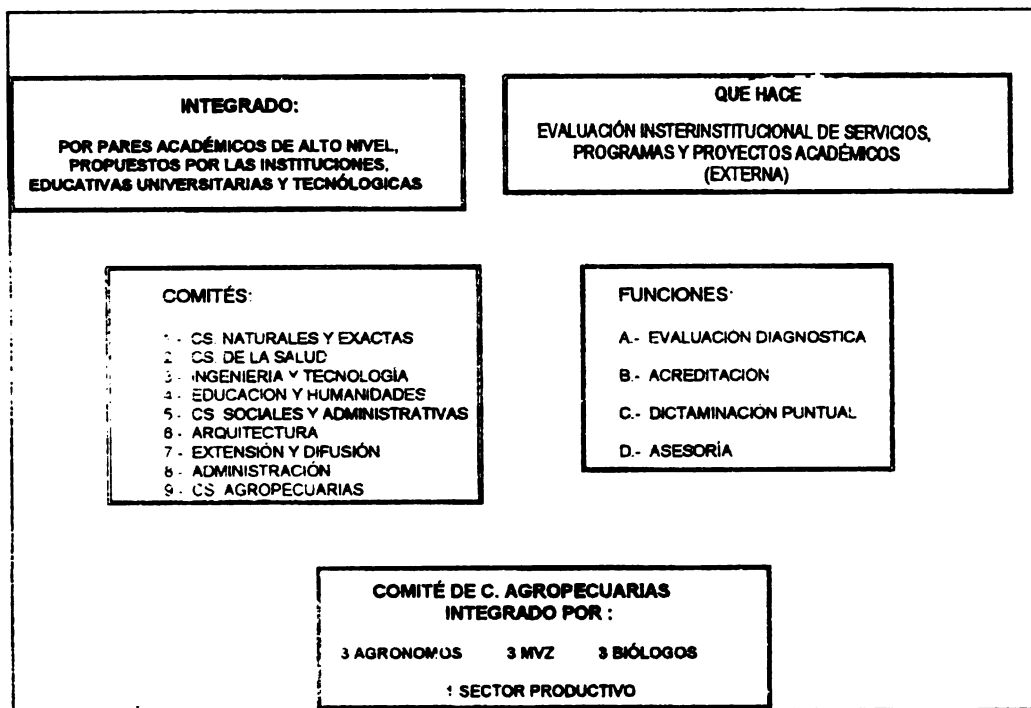 INTEGRADO:
POR PARES ACADÉMICOS DE ALTO NIVEL,
PROPUESTOS POR LAS INSTITUCIONES,
EDUCATIVAS UNIVERSITARIAS Y TECNÓLOGICAS
QUE HACE
EVALUACIÓN INSTERINSTITUCIONAL DE SERVICIOS,
PROGRAMAS Y PROYECTOS ACADÉMICOS
(EXTERNA)
COMITÉS:
1 - CS. NATURALES Y EXACTAS
2 CS. DE LA SALUD
3 - INGENIERIA Y TECNOLOGÍA
4 - EDUCACION Y HUMANIDADES
5 - CS SOCIALES Y ADMINISTRATIVAS
6 - ARQUITECTURA
7 - EXTENSIÓN Y DIFUSIÓN
8 - ADMINISTRACIÓN
9 - CS AGROPECUARIAS
FUNCIONES:
A.- EVALUACION DIAGNOSTICA
B.- ACREDITACION
C.- DICTAMINACIÓN PUNTUAL
D.- ASESORÍA
COMITÉ DE C. AGROPECUARIAS
INTEGRADO POR :
3 AGRONOMOS 3 MVZ 3 BIÓLOGOS
1 SECTOR PRODUCTIVO